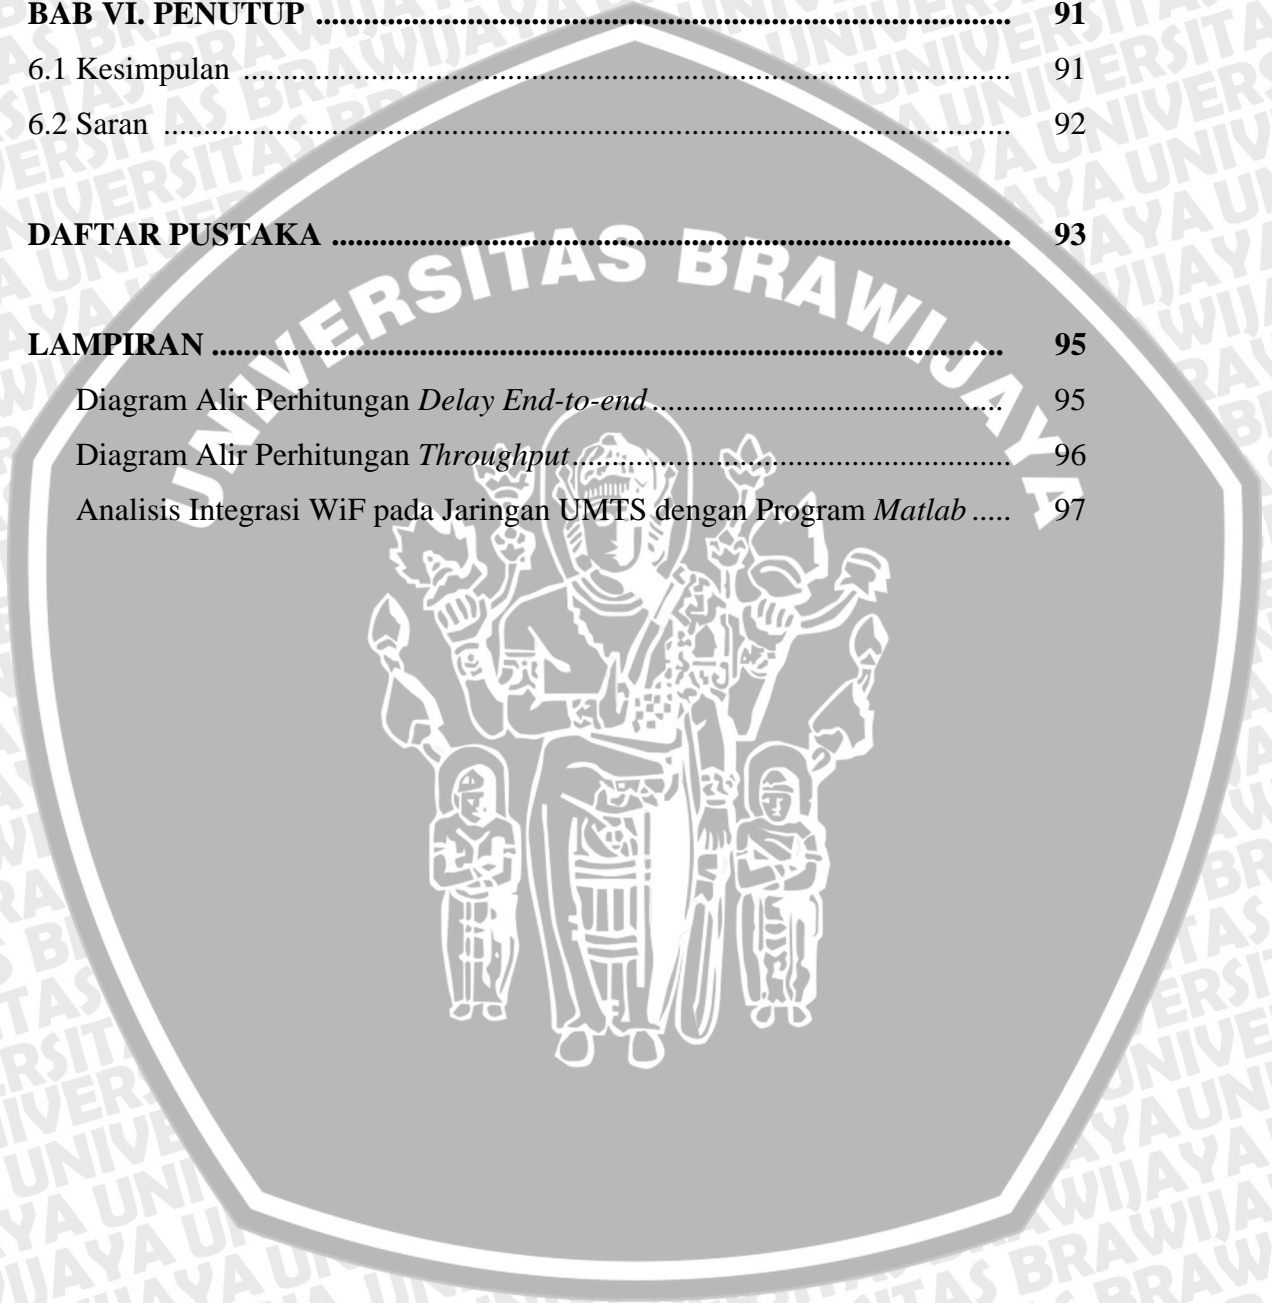 BAB VI. PENUTUP ........................................................................................ 91
6.1 Kesimpulan ................................................................................................ 91
6.2 Saran .......................................................................................................... 92
DAFTAR PUSTAKA ..................................................................................... 93
UNIVERSITAS BRAWIJAYA
LAMPIRAN ................................................................................................... 95
Diagram Alir Perhitungan Delay End-to-end ............................................ 95
Diagram Alir Perhitungan Throughput ....................................................... 96
Analisis Integrasi WiF pada Jaringan UMTS dengan Program Matlab ..... 97